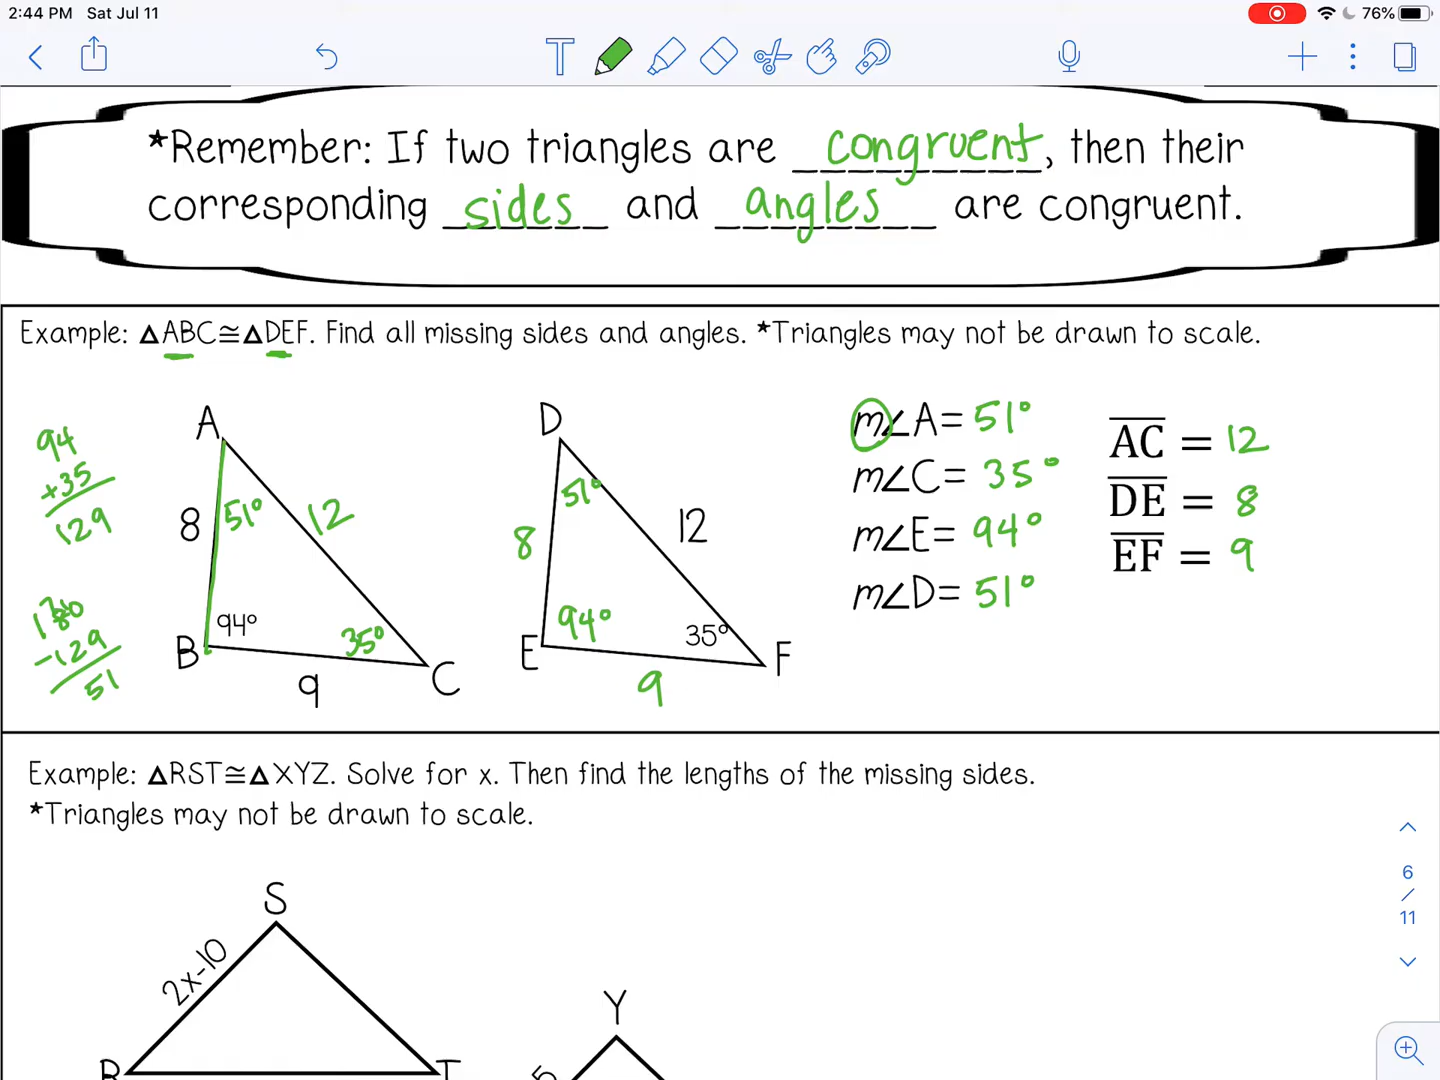 2:44 PM Sat Jul 11
76%
*Remember: If two triangles are congruent, then their
corresponding sides and angles are congruent.
Example: △ABC≅△DEF. Find all missing sides and angles. *Triangles may not be drawn to scale.
94
+35
129
180
-129
51
A
8
51°
12
B
94°
35°
9
C
D
51°
8
12
E
94°
35°
F
9
m∠A= 51°
m∠C= 35°
m∠E= 94°
m∠D= 51°
AC = 12
DE = 8
EF = 9
Example: △RST≅△XYZ. Solve for x. Then find the lengths of the missing sides.
*Triangles may not be drawn to scale.
S
2x-10
R
T
Y
6
/
11